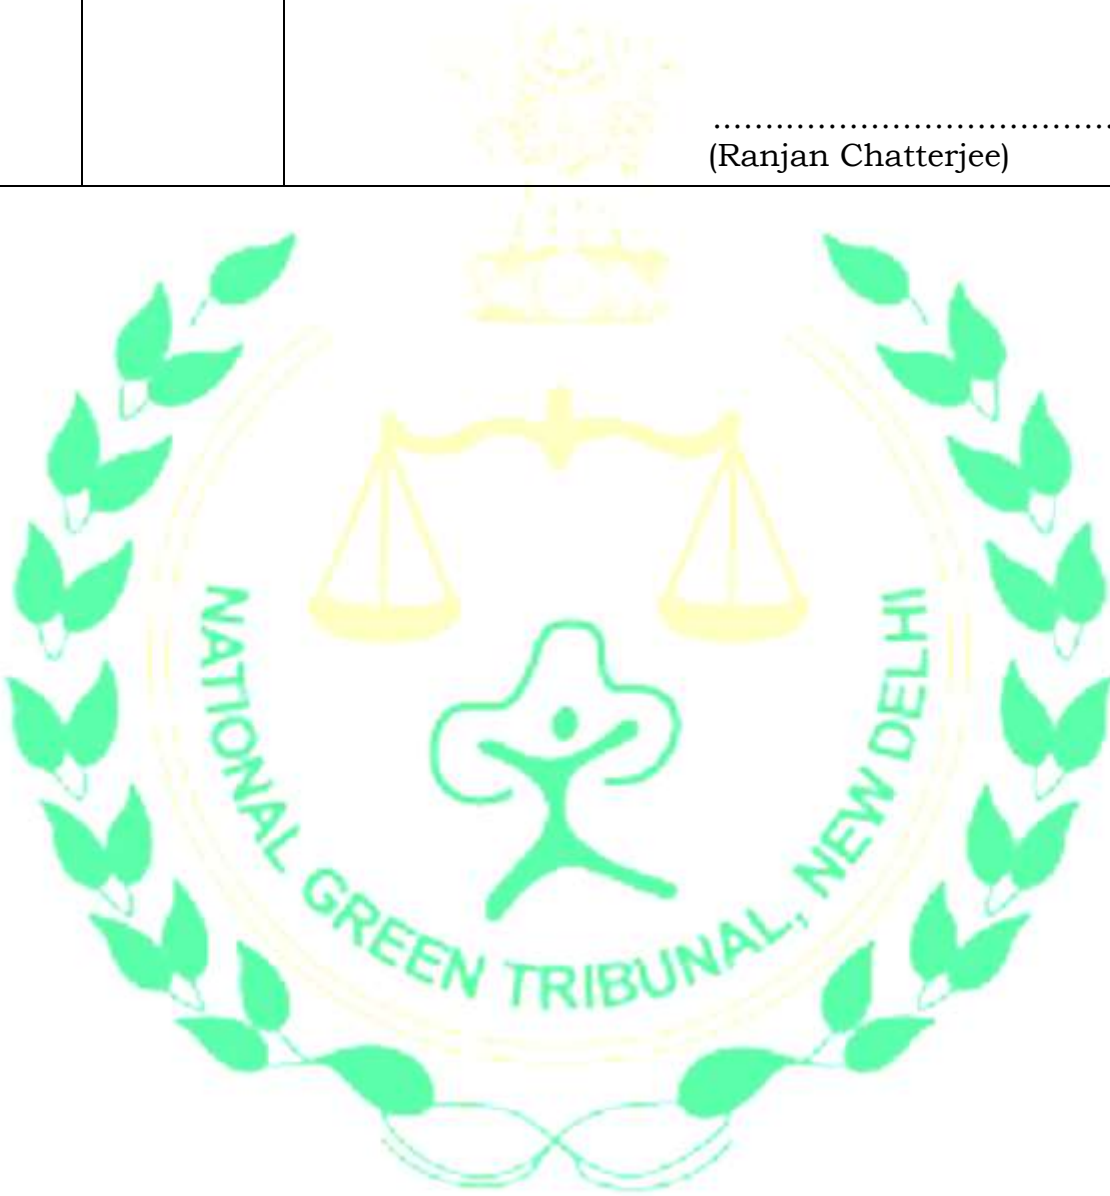 .......................................
(Ranjan Chatterjee)
NATIONAL GREEN TRIBUNAL, NEW DELHI